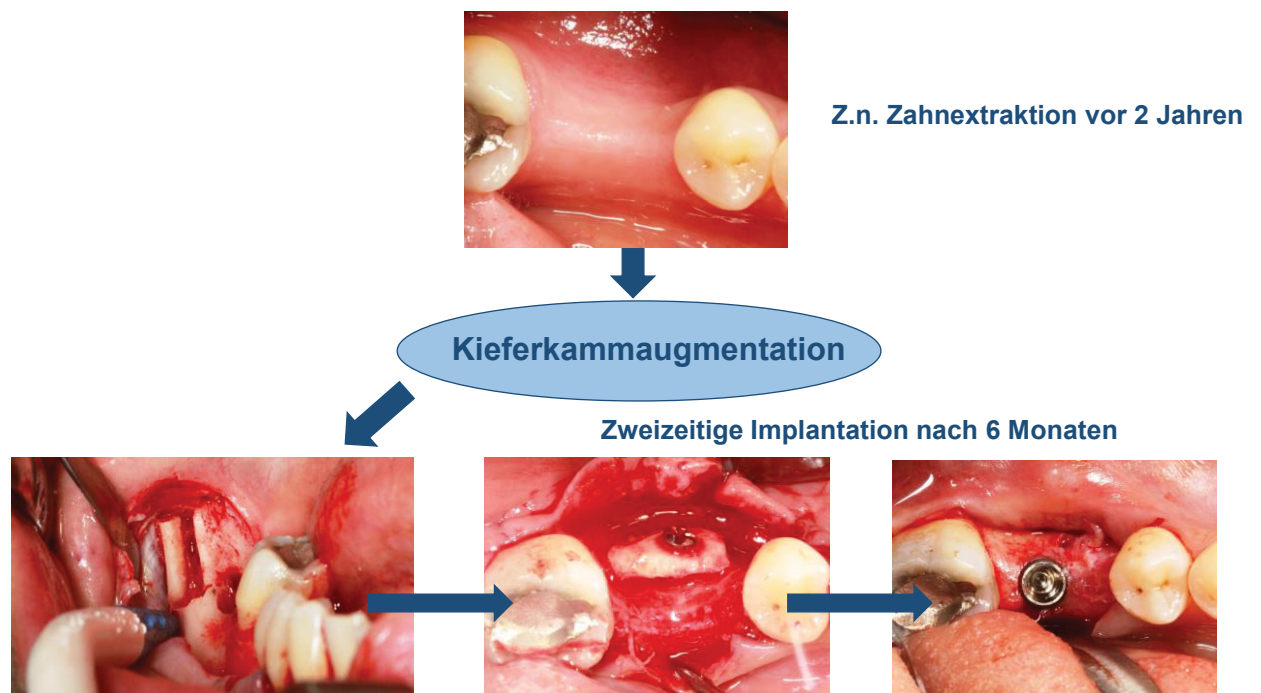 Z.n. Zahnextraktion vor 2 Jahren
Kieferkammaugmentation
Zweizeitige Implantation nach 6 Monaten